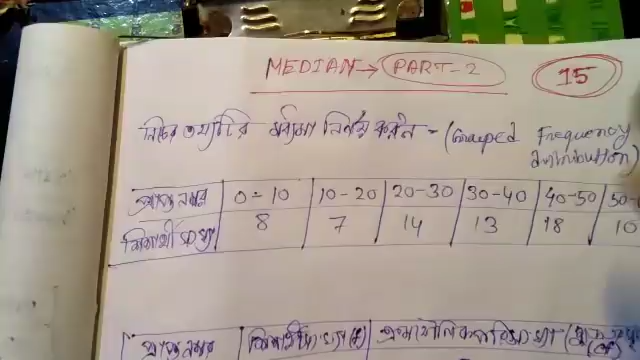 MEDIAN → PART-2
15
নিচের তথ্যটির মধ্যমা নির্ণয় করুন - (Grouped Frequency
distribution)
প্রাপ্ত নম্বর 0-10 10-20 20-30 30-40 40-50
শিক্ষার্থী সংখ্যা 8 7 14 13 18 10
প্রাপ্ত নম্বর